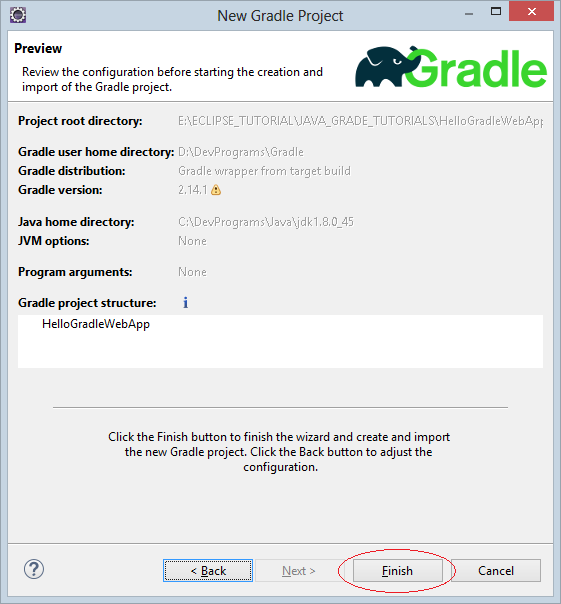 New Gradle Project
Preview
Review the configuration before starting the creation and
import of the Gradle project.
Gradle
Project root directory: E:\ECLIPSE_TUTORIAL\JAVA_GRADE_TUTORIALS\HelloGradleWebApp
Gradle user home directory: D:\DevPrograms\Gradle
Gradle distribution: Gradle wrapper from target build
Gradle version: 2.14.1
Java home directory: C:\DevPrograms\Java\jdk1.8.0_45
JVM options: None
Program arguments: None
Gradle project structure:
HelloGradleWebApp
Click the Finish button to finish the wizard and create and import
the new Gradle project. Click the Back button to adjust the
configuration.
< Back Next > Finish Cancel